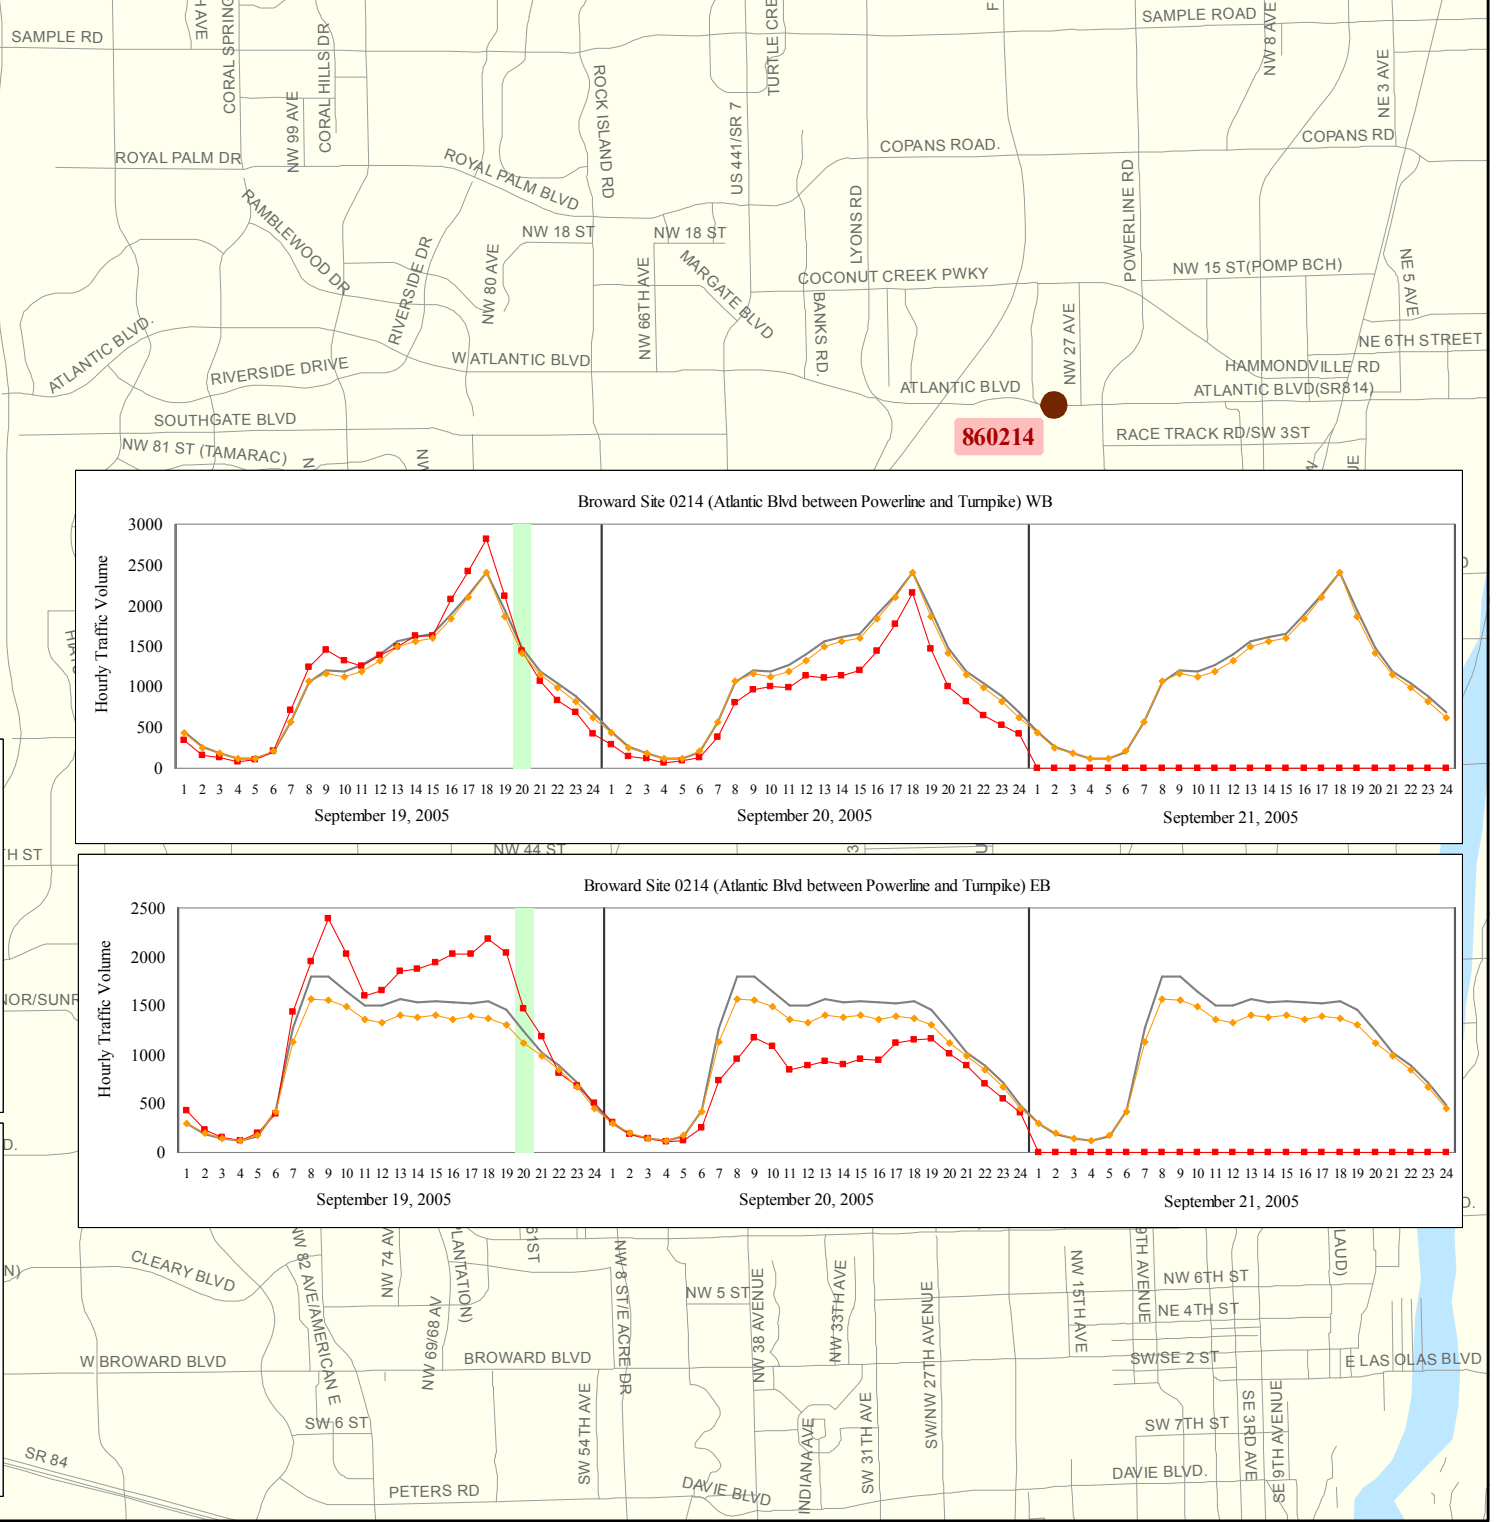 SAMPLE RD
H AVE
CORAL SPRING
CORAL HILLS DR
NW 99 AVE
ROCK ISLAND RD
TURTLE CRE
US 441/SR 7
F
SAMPLE ROAD
NW 8 AVE
NE 3 AVE
COPANS ROAD.
COPANS RD
ROYAL PALM DR
ROYAL PALM BLVD
RAMBLEWOOD DR
RIVERSIDE DR
NW 80 AVE
NW 18 ST
NW 18 ST
NW 66TH AVE
MARGATE BLVD
LYONS RD
POWERLINE RD
COCONUT CREEK PWKY
BANKS RD.
NW 15 ST(POMP BCH)
NE 5 AVE
NW 27 AVE
NE 6TH STREET
ATLANTIC BLVD.
RIVERSIDE DRIVE
W ATLANTIC BLVD
ATLANTIC BLVD
HAMMONDVILLE RD
ATLANTIC BLVD(SR814)
SOUTHGATE BLVD
860214
RACE TRACK RD/SW 3ST
NW 81 ST (TAMARAC)
N
NW
UE
Broward Site 0214 (Atlantic Blvd between Powerline and Turnpike) WB
Hourly Traffic Volume
3000
2500
2000
1500
1000
500
0
1 2 3 4 5 6 7 8 9 10 11 12 13 14 15 16 17 18 19 20 21 22 23 24 1 2 3 4 5 6 7 8 9 10 11 12 13 14 15 16 17 18 19 20 21 22 23 24 1 2 3 4 5 6 7 8 9 10 11 12 13 14 15 16 17 18 19 20 21 22 23 24
September 19, 2005 September 20, 2005 September 21, 2005
TH ST
NW 44 ST
3
Broward Site 0214 (Atlantic Blvd between Powerline and Turnpike) EB
Hourly Traffic Volume
2500
2000
1500
1000
500
0
1 2 3 4 5 6 7 8 9 10 11 12 13 14 15 16 17 18 19 20 21 22 23 24 1 2 3 4 5 6 7 8 9 10 11 12 13 14 15 16 17 18 19 20 21 22 23 24 1 2 3 4 5 6 7 8 9 10 11 12 13 14 15 16 17 18 19 20 21 22 23 24
September 19, 2005 September 20, 2005 September 21, 2005
NOR/SUNR
D.
D.
N)
CLEARY BLVD
NW 82 AVE/AMERICAN E
NW 74 AV
PLANTATION)
61ST
NW 8 ST/E ACRE DR
NW 69/68 AV
NW 5 ST
NW 38 AVENUE
NW 33TH AVE
SW/NW 27TH AVENUE
NW 15TH AVE
9TH AVENUE
NW 6TH ST
NE 4TH ST
LAUD)
W BROWARD BLVD
BROWARD BLVD
SW/SE 2 ST
E LAS OLAS BLVD
SW 6 ST
SW 54TH AVE
INDIANA AVE
SW 31TH AVE
SW 7TH ST
SE 3RD AVE
SE 9TH AVENUE
SR 84
PETERS RD
DAVIE BLVD
DAVIE BLVD.